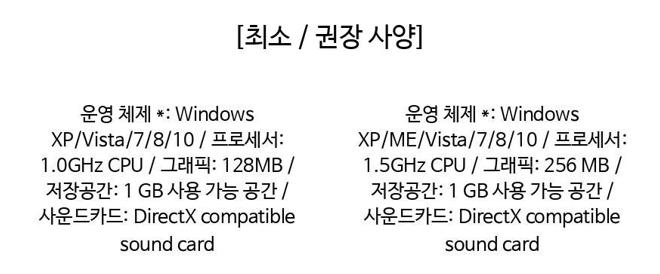 [최소 / 권장 사양]
운영 체제 *: Windows
XP/Vista/7/8/10 / 프로세서:
1.0GHz CPU / 그래픽: 128MB /
저장공간: 1 GB 사용 가능 공간 /
사운드카드: DirectX compatible
sound card
운영 체제 *: Windows
XP/ME/Vista/7/8/10 / 프로세서:
1.5GHz CPU / 그래픽: 256 MB /
저장공간: 1 GB 사용 가능 공간 /
사운드카드: DirectX compatible
sound card